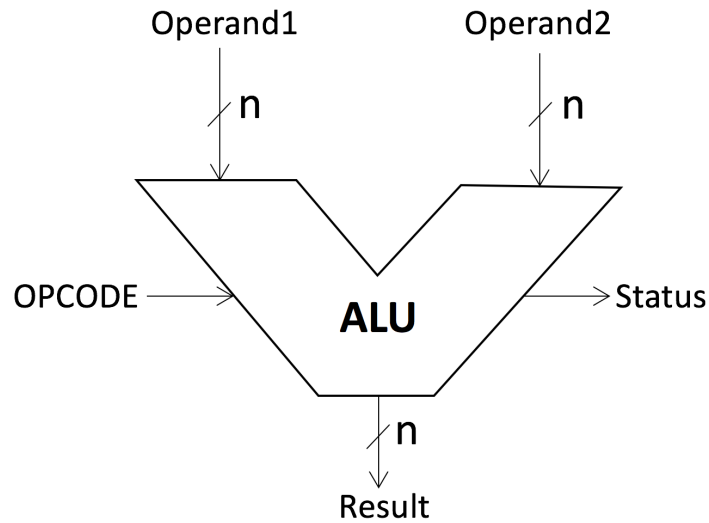 Operand1
Operand2
n
n
OPCODE
ALU
Status
n
Result